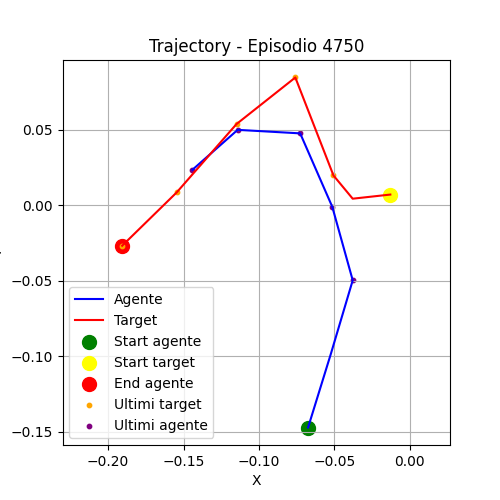 Trajectory - Episodio 4750
0.05
0.00
−0.05
−0.10
−0.15
Agente
Target
Start agente
Start target
End agente
Ultimi target
Ultimi agente
−0.20
−0.15
−0.10
−0.05
0.00
X